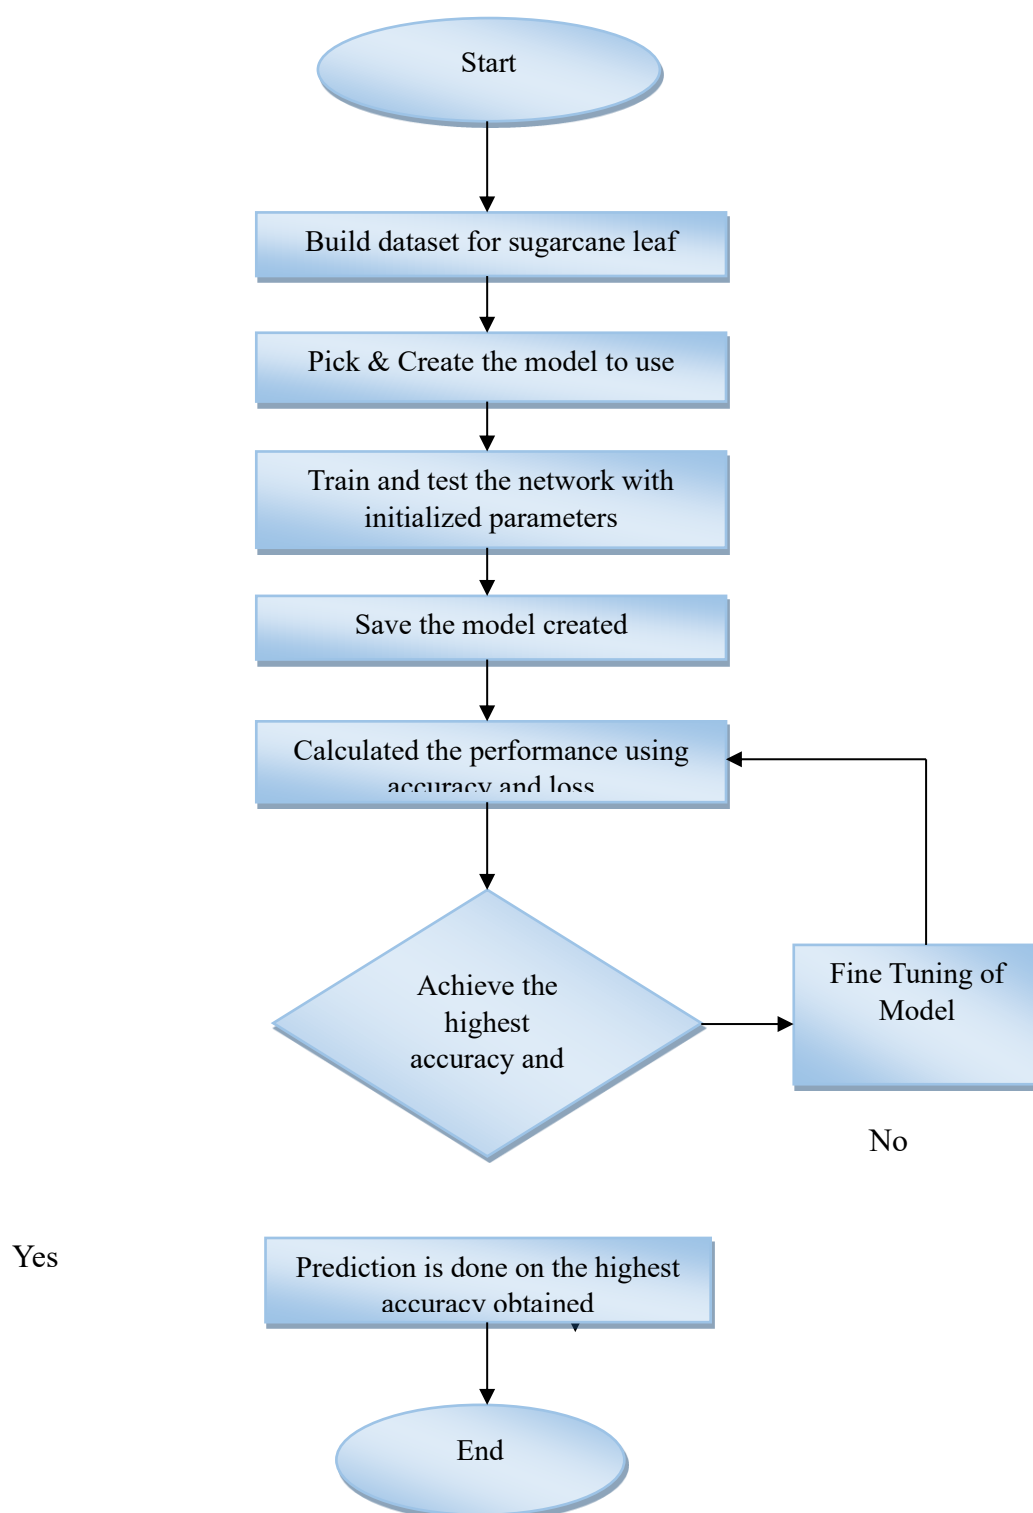 Start
Build dataset for sugarcane leaf
Pick & Create the model to use
Train and test the network with
initialized parameters
Save the model created
Calculated the performance using
accuracy and loss
Achieve the
highest
accuracy and
Fine Tuning of
Model
No
Yes
Prediction is done on the highest
accuracy obtained
End